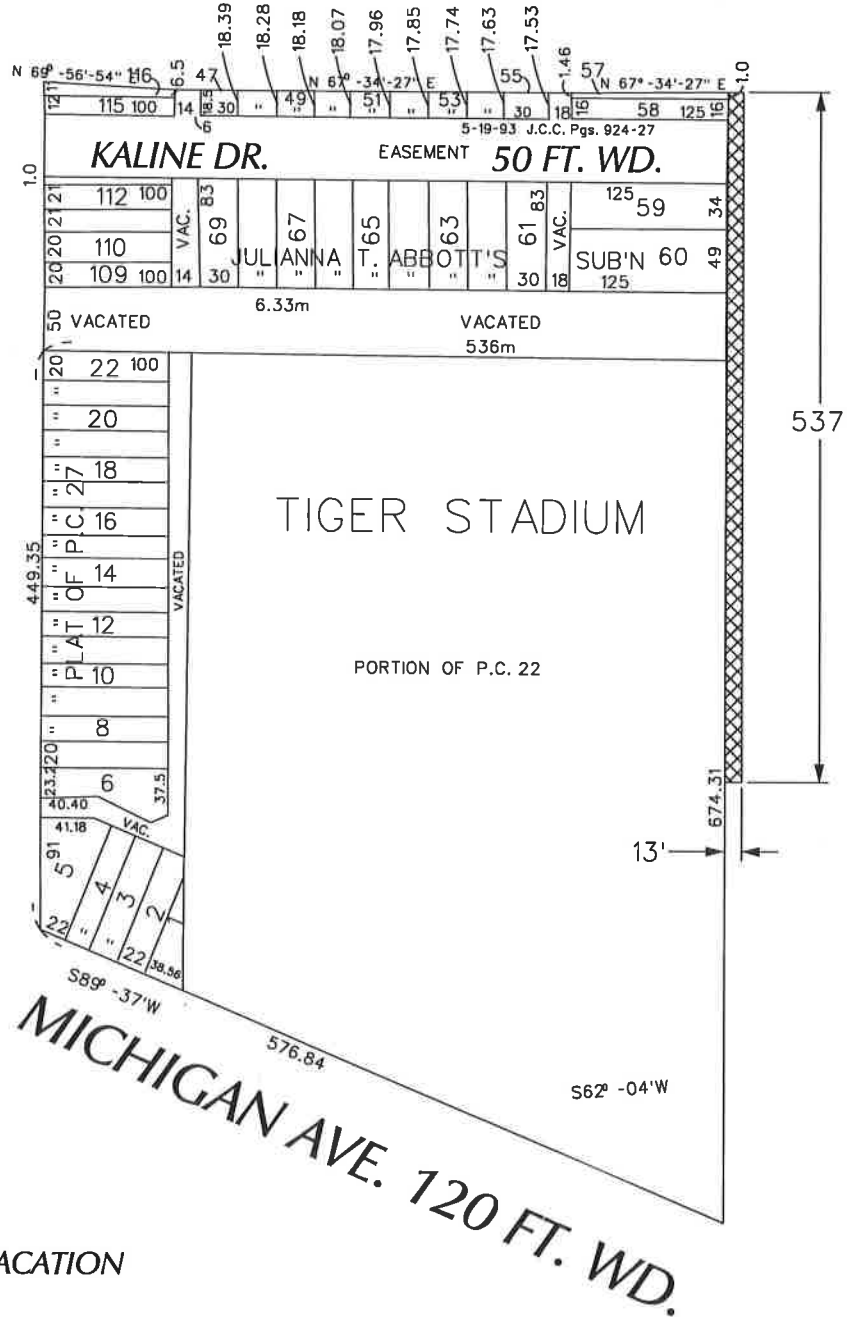 18.39 18.28 18.18 18.07 17.96 17.85 17.74 17.63 17.53 1.46 1.0
N 69° -56'-54" E 116 6.5 47 N 67° -34'-27" E 55 57 N 67° -34'-27" E
12 11 115 100 14 18.5 30 " 49 " " 51 " " 53 " " 30 18 16 58 125 16
6
5-19-93 J.C.C. Pgs. 924-27
KALINE DR. EASEMENT 50 FT. WD.
1.0
21 112 100 VAC. 83 69 67 65 63 61 83 VAC. 125 59 34
21
20 110 JULIANNA T. ABBOTT'S SUB'N 60 49
20 109 100 14 30 " " " " " " " 30 18 125
6.33m
50 VACATED VACATED
536m
20 22 100
" 
" 20
"
" 18
"
" 16
"
" 14
"
" 12
"
" 10
"
" 8
20
23.2 6 37.5
PLAT OF P.C. 27
449.35
VACATED
TIGER STADIUM
PORTION OF P.C. 22
537
674.31
13'
40.40
41.18 VAC.
91
5 4 3 2 1
22 " " 22 38.56
S89° -37'W
576.84
S62° -04'W
MICHIGAN AVE. 120 FT. WD.
ACATION